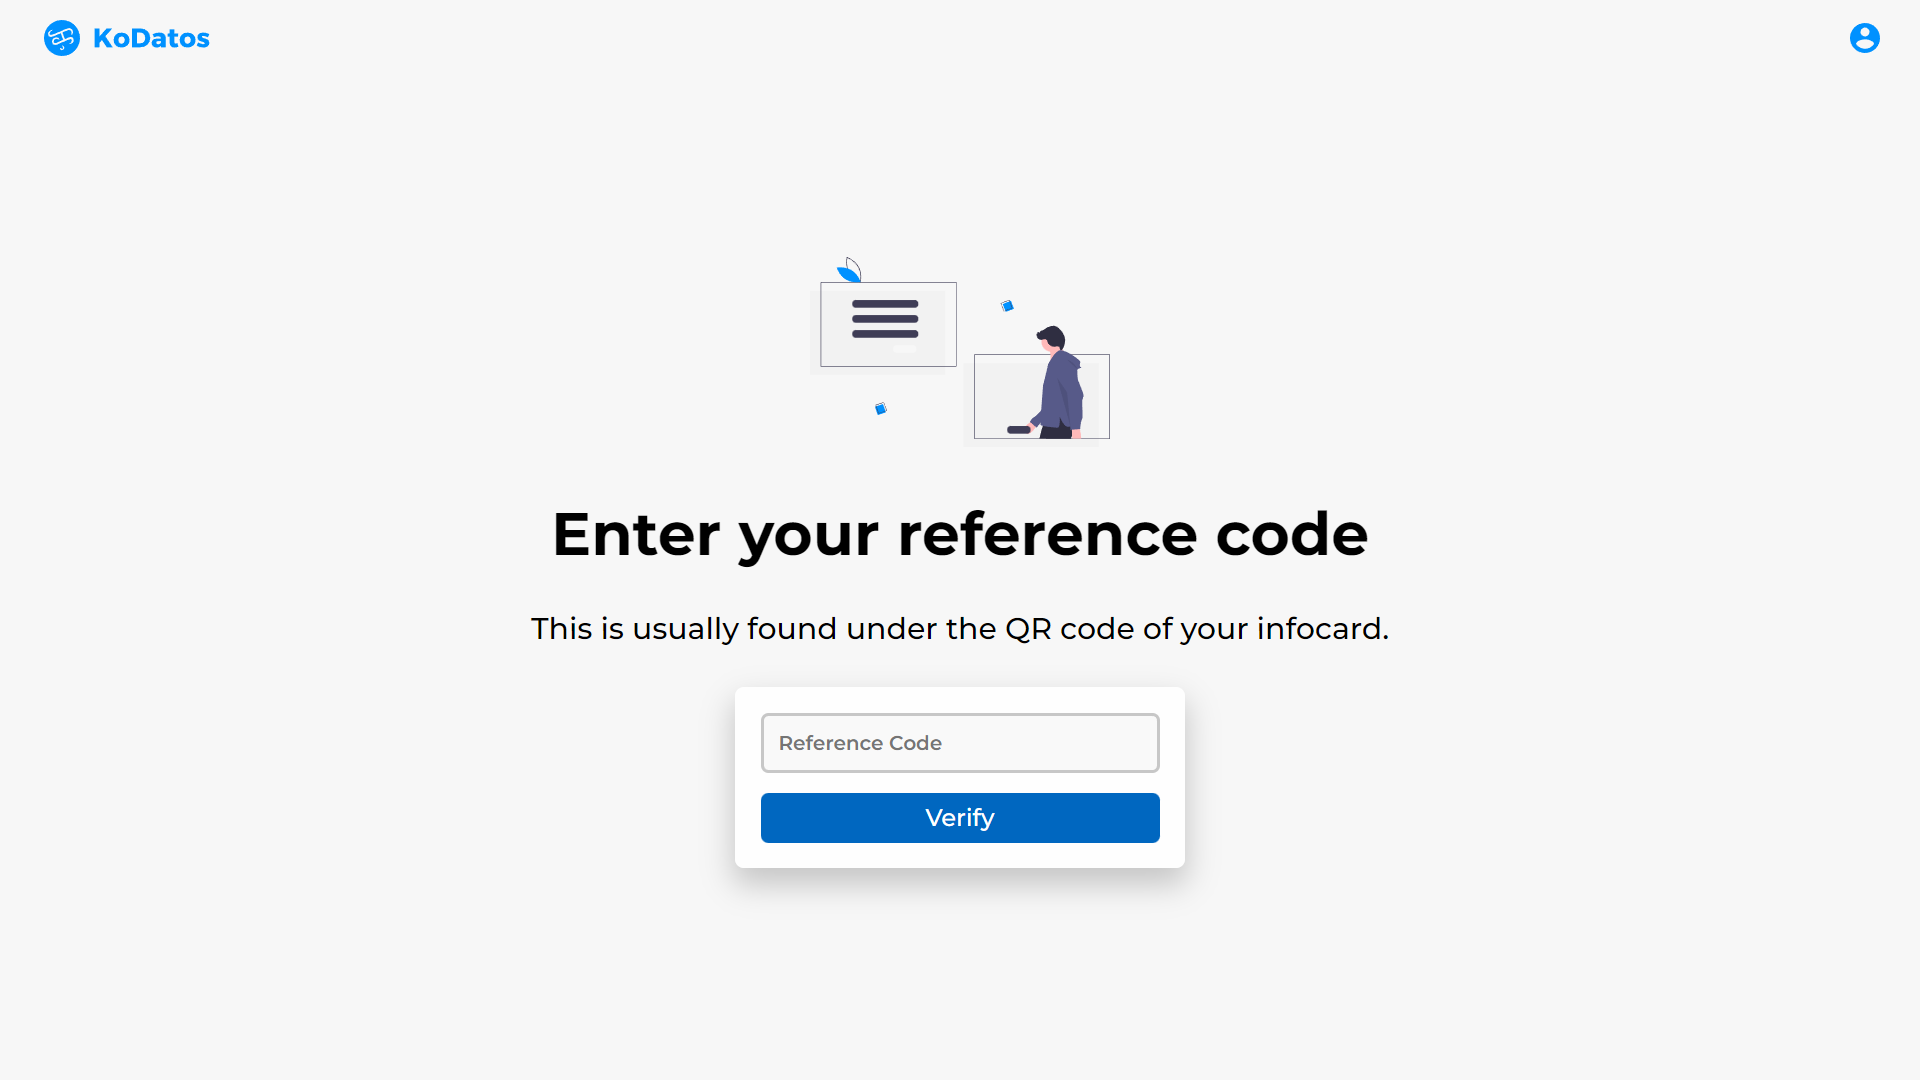 KoDatos
Enter your reference code
This is usually found under the QR code of your infocard.
Reference Code
Verify